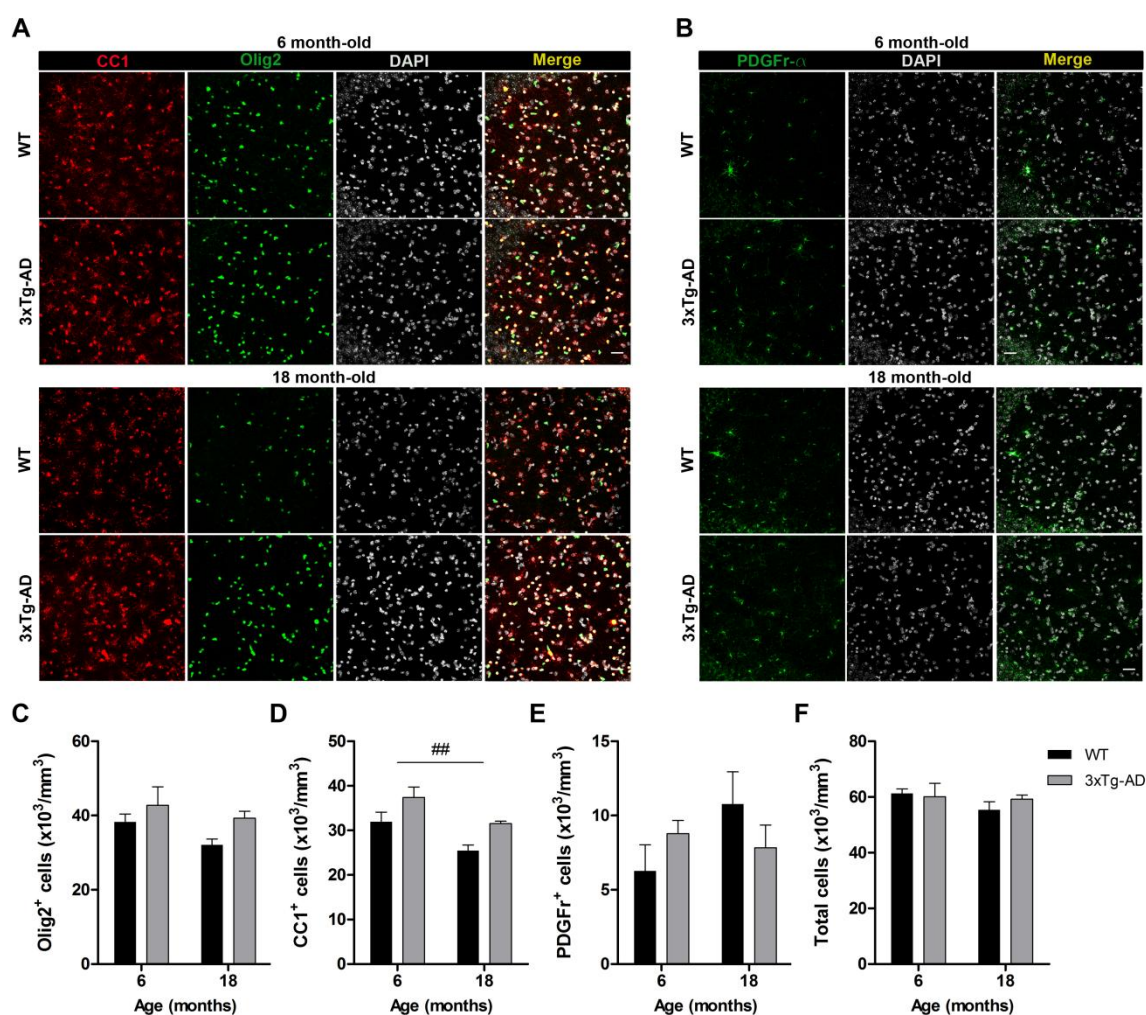 A
6 month-old
CC1 Olig2 DAPI Merge
WT
3xTg-AD
18 month-old
WT
3xTg-AD
B
6 month-old
PDGFr-α DAPI Merge
WT
3xTg-AD
18 month-old
WT
3xTg-AD
C
Olig2⁺ cells (x10³/mm³)
60
40
20
0
6 18
Age (months)
D
CC1⁺ cells (x10³/mm³)
50
40
30
20
10
0
##
6 18
Age (months)
E
PDGFr⁺ cells (x10³/mm³)
15
10
5
0
6 18
Age (months)
F
Total cells (x10³/mm³)
80
60
40
20
0
6 18
Age (months)
WT
3xTg-AD